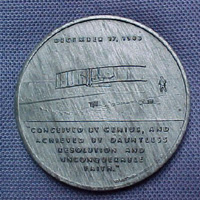 DECEMBER 17, 1903
"CONCEIVED BY GENIUS, AND
ACHIEVED BY DAUNTLESS
RESOLUTION AND
UNCONQUERABLE
FAITH."